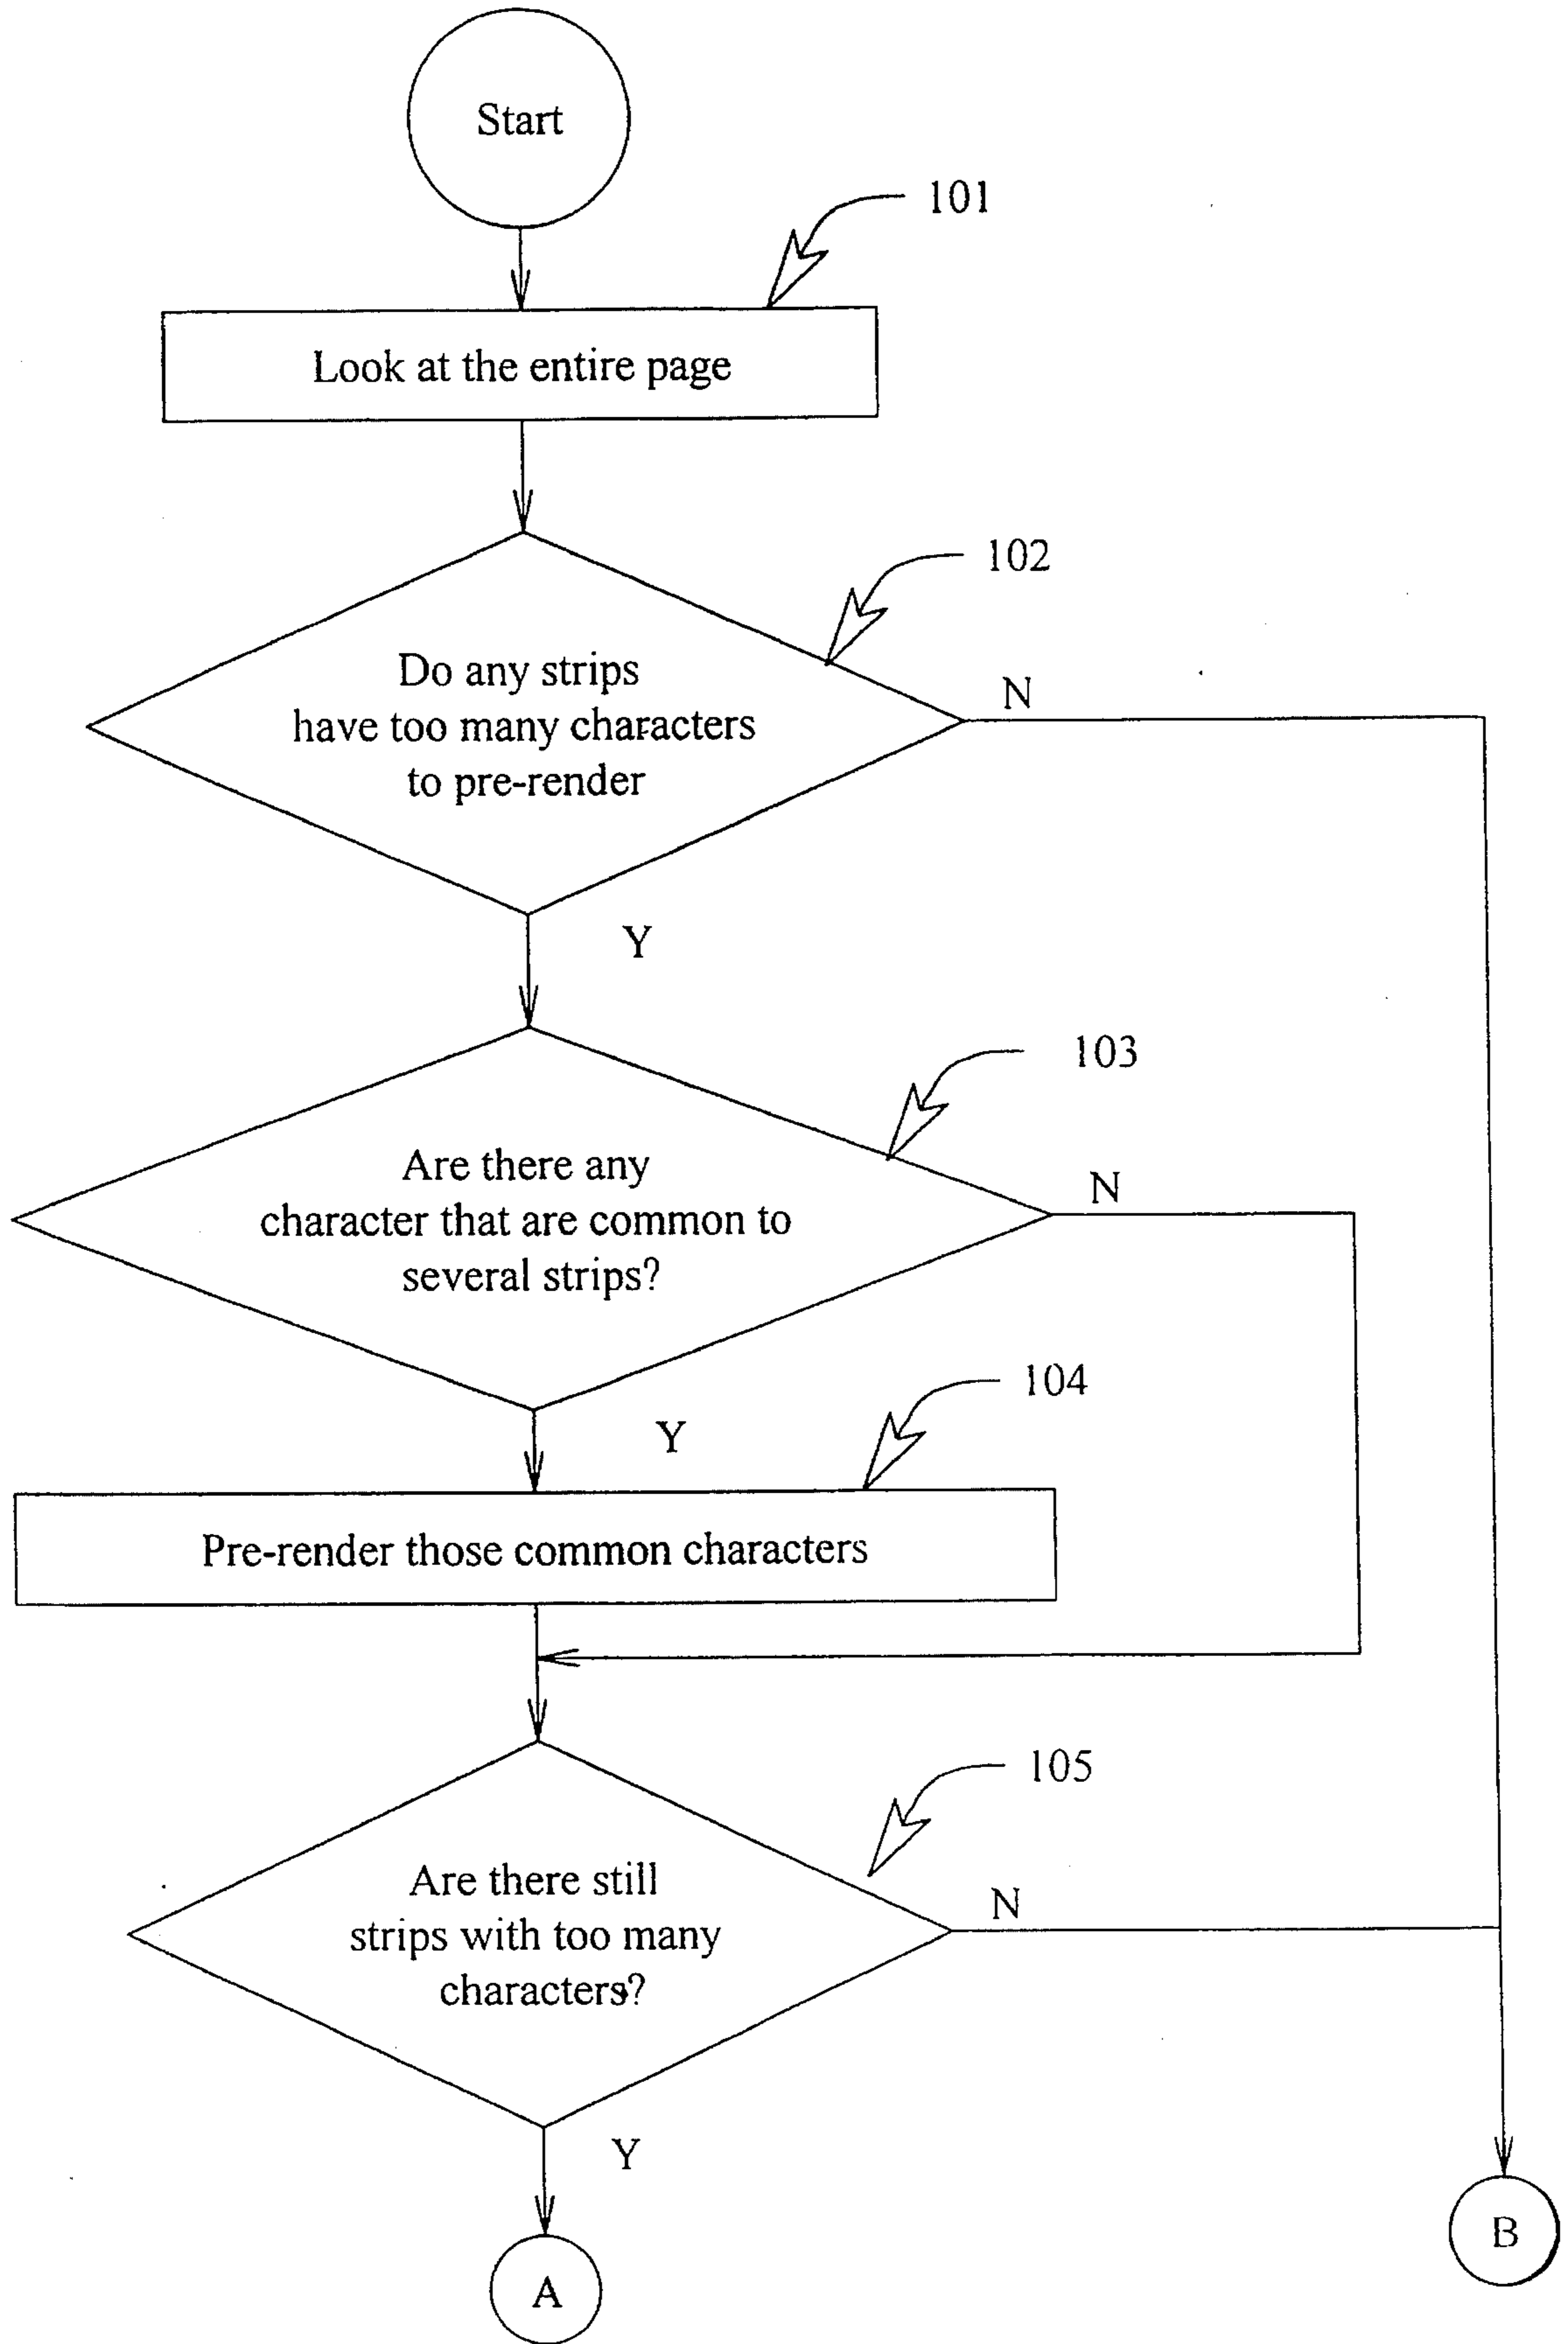 Start
101
Look at the entire page
102
Do any strips
have too many characters
to pre-render
N
Y
103
Are there any
character that are common to
several strips?
N
104
Y
Pre-render those common characters
105
Are there still
strips with too many
characters?
N
Y
A
B